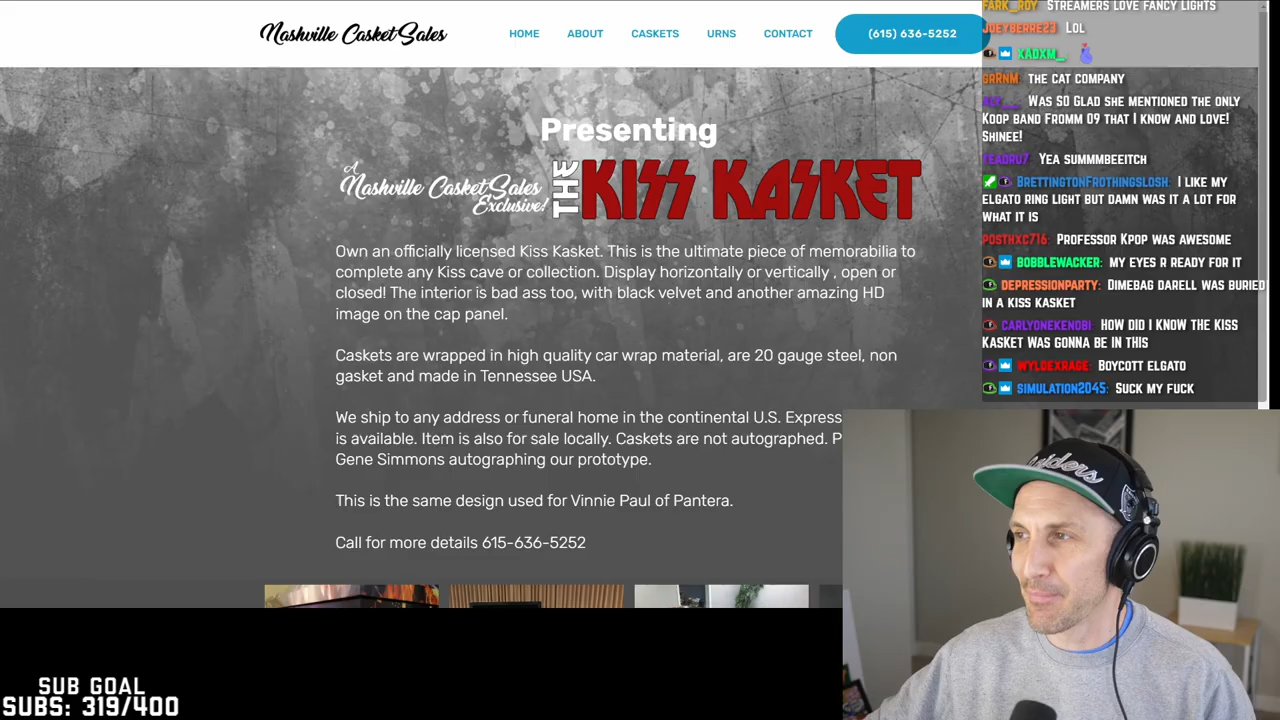 Nashville CasketSales
HOME
ABOUT
CASKETS
URNS
CONTACT
(615) 636-5252
Presenting
A
Nashville CasketSales
Exclusive!
THE KISS KASKET
Own an officially licensed Kiss Kasket. This is the ultimate piece of memorabilia to
complete any Kiss cave or collection. Display horizontally or vertically , open or
closed! The interior is bad ass too, with black velvet and another amazing HD
image on the cap panel.
Caskets are wrapped in high quality car wrap material, are 20 gauge steel, non
gasket and made in Tennessee USA.
We ship to any address or funeral home in the continental U.S. Express
is available. Item is also for sale locally. Caskets are not autographed. P
Gene Simmons autographing our prototype.
This is the same design used for Vinnie Paul of Pantera.
Call for more details 615-636-5252
FARK_ROY STREAMERS LOVE FANCY LIGHTS
JOEYBERRE23 LOL
XADXM_
GRRNM THE CAT COMPANY
WAS SO GLAD SHE MENTIONED THE ONLY
KOOP BAND FROMM 09 THAT I KNOW AND LOVE!
SHINEE!
YEADRU7 YEA SUMMMBEEITCH
BRETTINGTONFROTHINGSLOSH: I LIKE MY
ELGATO RING LIGHT BUT DAMN WAS IT A LOT FOR
WHAT IT IS
POSTHXC716: PROFESSOR KPOP WAS AWESOME
BOBBLEWACKER: MY EYES R READY FOR IT
DEPRESSIONPARTY: DIMEBAG DARELL WAS BURIED
IN A KISS KASKET
CARLYONEKENOBI: HOW DID I KNOW THE KISS
KASKET WAS GONNA BE IN THIS
WYLDEXRAGE: BOYCOTT ELGATO
SIMULATION2045: SUCK MY FUCK
Raiders
SUB GOAL
SUBS: 319/400